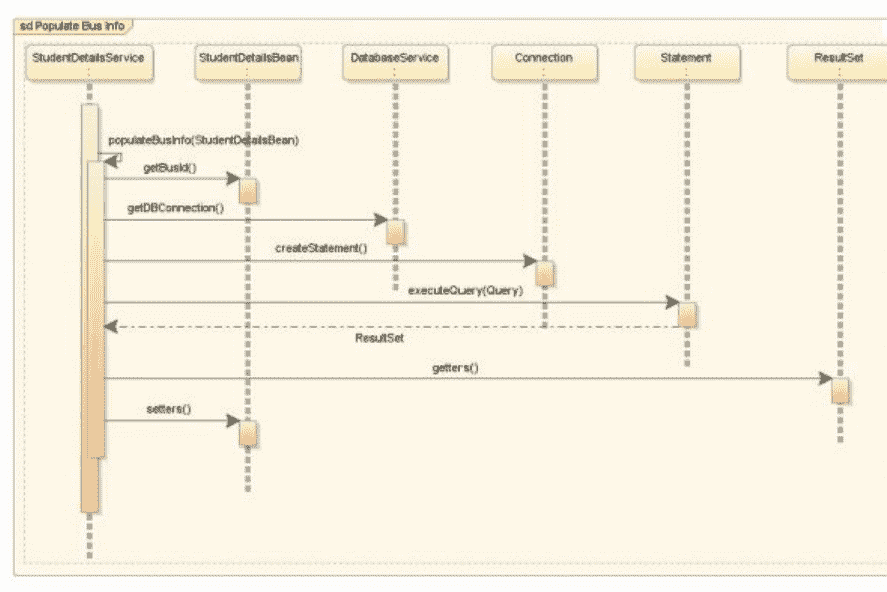 sd Populate Bus Info
StudentDetailsService StudentDetailsBean DatabaseService Connection Statement ResultSet
populateBusInfo(StudentDetailsBean)
getBusId()
getDBConnection()
createStatement()
executeQuery(Query)
ResultSet
getters()
setters()